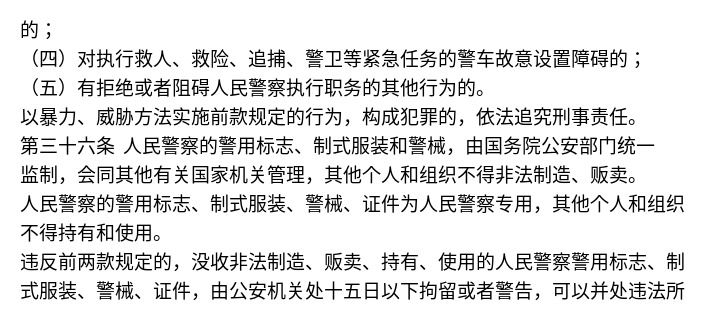 的；
（四）对执行救人、救险、追捕、警卫等紧急任务的警车故意设置障碍的；
（五）有拒绝或者阻碍人民警察执行职务的其他行为的。
以暴力、威胁方法实施前款规定的行为，构成犯罪的，依法追究刑事责任。
第三十六条 人民警察的警用标志、制式服装和警械，由国务院公安部门统一
监制，会同其他有关国家机关管理，其他个人和组织不得非法制造、贩卖。
人民警察的警用标志、制式服装、警械、证件为人民警察专用，其他个人和组织
不得持有和使用。
违反前两款规定的，没收非法制造、贩卖、持有、使用的人民警察警用标志、制
式服装、警械、证件，由公安机关处十五日以下拘留或者警告，可以并处违法所